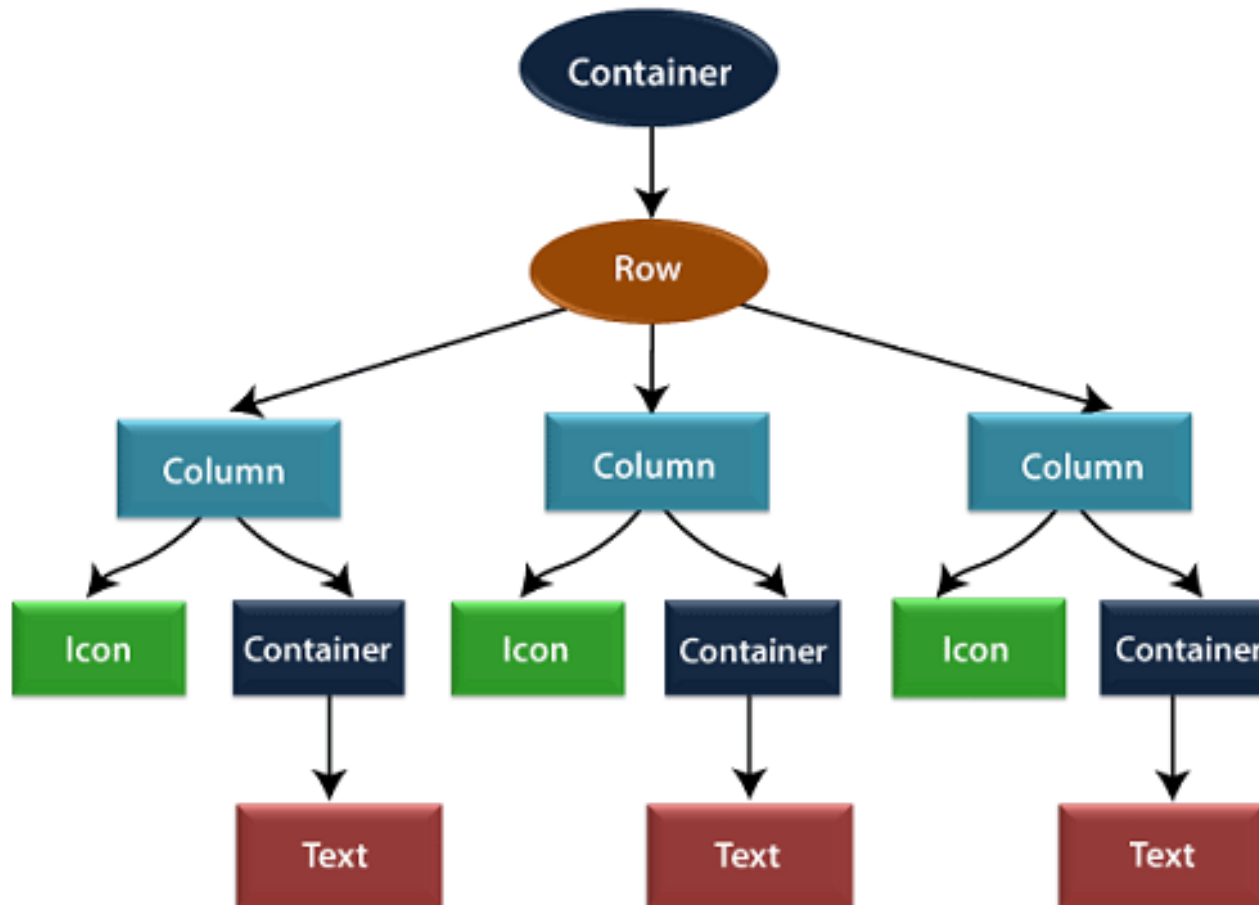 Container
Row
Column
Column
Column
Icon
Container
Icon
Container
Icon
Container
Text
Text
Text